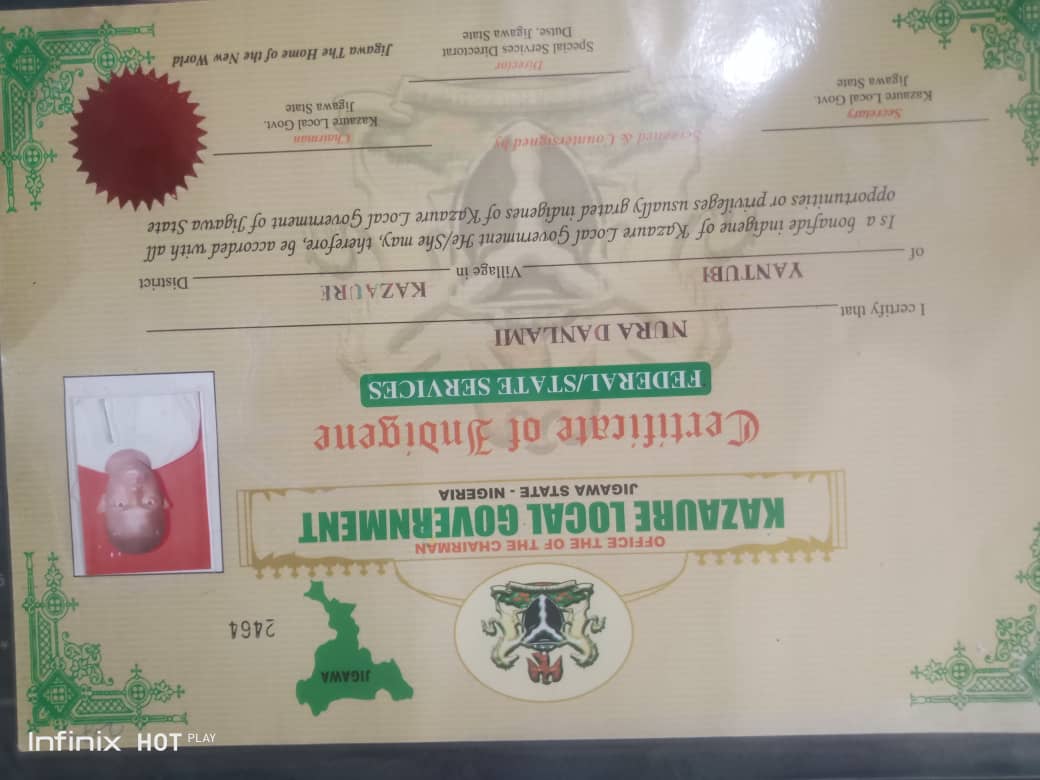 2464
JIGAWA
OFFICE THE OF THE CHAIRMAN
KAZAURE LOCAL GOVERNMENT
JIGAWA STATE - NIGERIA
Certificate of Indigene
FEDERAL/STATE SERVICES
I certify that NURA DANLAMI
of YANTUBI Village in KAZAURE District
Is a bonafide indigene of Kazaure Local Government He/She may, therefore, be accorded with all
opportunities or privileges usually grated indigenes of Kazaure Local Government of Jigawa State
Secretary
Kazaure Local Govt.
Jigawa State
Screened & Countersigned by
Chairman
Kazaure Local Govt.
Jigawa State
Director
Special Services Directorat
Dutse, Jigawa State
Jigawa The Home of the New World
Infinix HOT PLAY